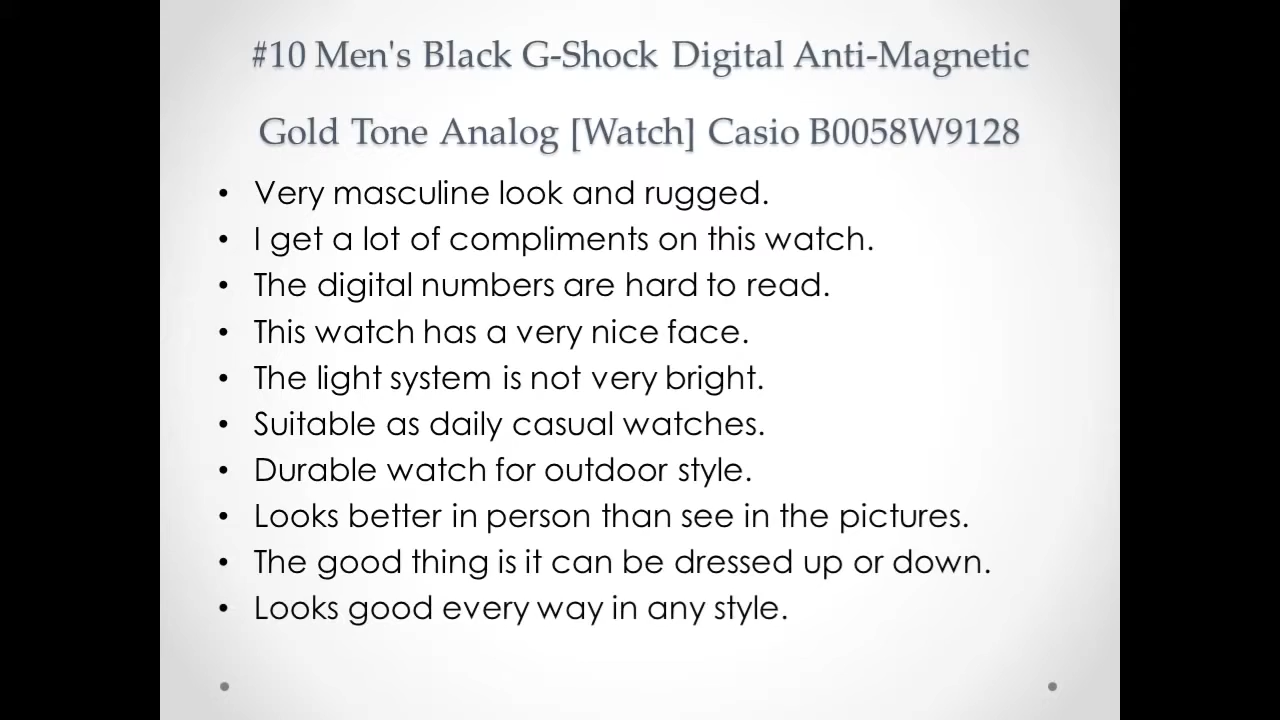 #10 Men's Black G-Shock Digital Anti-Magnetic
Gold Tone Analog [Watch] Casio B0058W9128
• Very masculine look and rugged.
• I get a lot of compliments on this watch.
• The digital numbers are hard to read.
• This watch has a very nice face.
• The light system is not very bright.
• Suitable as daily casual watches.
• Durable watch for outdoor style.
• Looks better in person than see in the pictures.
• The good thing is it can be dressed up or down.
• Looks good every way in any style.